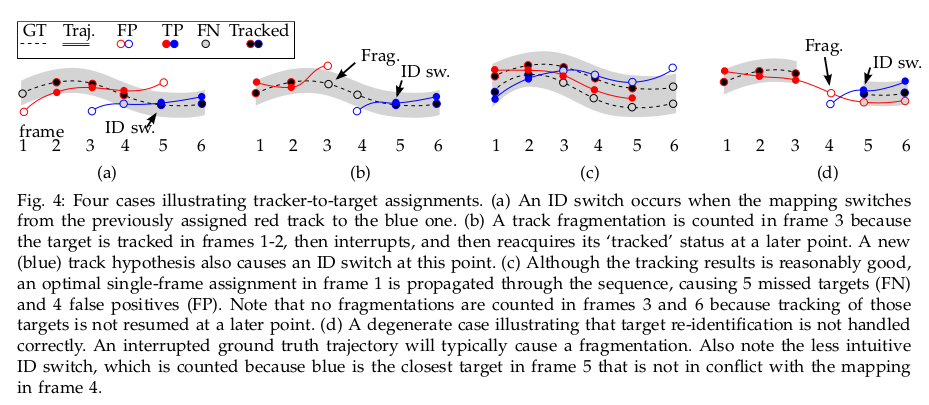 GT Traj. FP TP FN Tracked
Frag.
ID sw.
Frag.
ID sw.
ID sw.
frame
1 2 3 4 5 6
1 2 3 4 5 6
1 2 3 4 5 6
1 2 3 4 5 6
(a) (b) (c) (d)
Fig. 4: Four cases illustrating tracker-to-target assignments. (a) An ID switch occurs when the mapping switches
from the previously assigned red track to the blue one. (b) A track fragmentation is counted in frame 3 because
the target is tracked in frames 1-2, then interrupts, and then reacquires its ‘tracked’ status at a later point. A new
(blue) track hypothesis also causes an ID switch at this point. (c) Although the tracking results is reasonably good,
an optimal single-frame assignment in frame 1 is propagated through the sequence, causing 5 missed targets (FN)
and 4 false positives (FP). Note that no fragmentations are counted in frames 3 and 6 because tracking of those
targets is not resumed at a later point. (d) A degenerate case illustrating that target re-identification is not handled
correctly. An interrupted ground truth trajectory will typically cause a fragmentation. Also note the less intuitive
ID switch, which is counted because blue is the closest target in frame 5 that is not in conflict with the mapping
in frame 4.